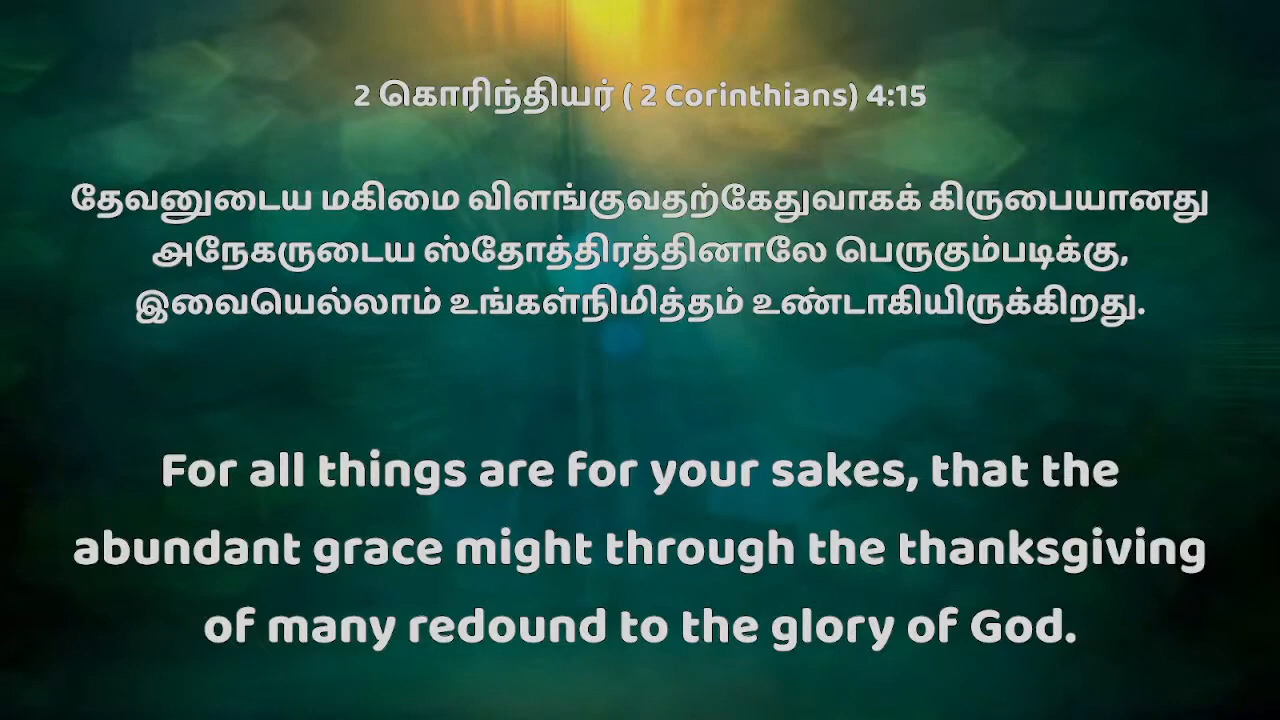 2 கொரிந்தியர் ( 2 Corinthians) 4:15
தேவனுடைய மகிமை விளங்குவதற்கேதுவாகக் கிருபையானது
அநேகருடைய ஸ்தோத்திரத்தினாலே பெருகும்படிக்கு,
இவையெல்லாம் உங்கள்நிமித்தம் உண்டாகியிருக்கிறது.
For all things are for your sakes, that the
abundant grace might through the thanksgiving
of many redound to the glory of God.